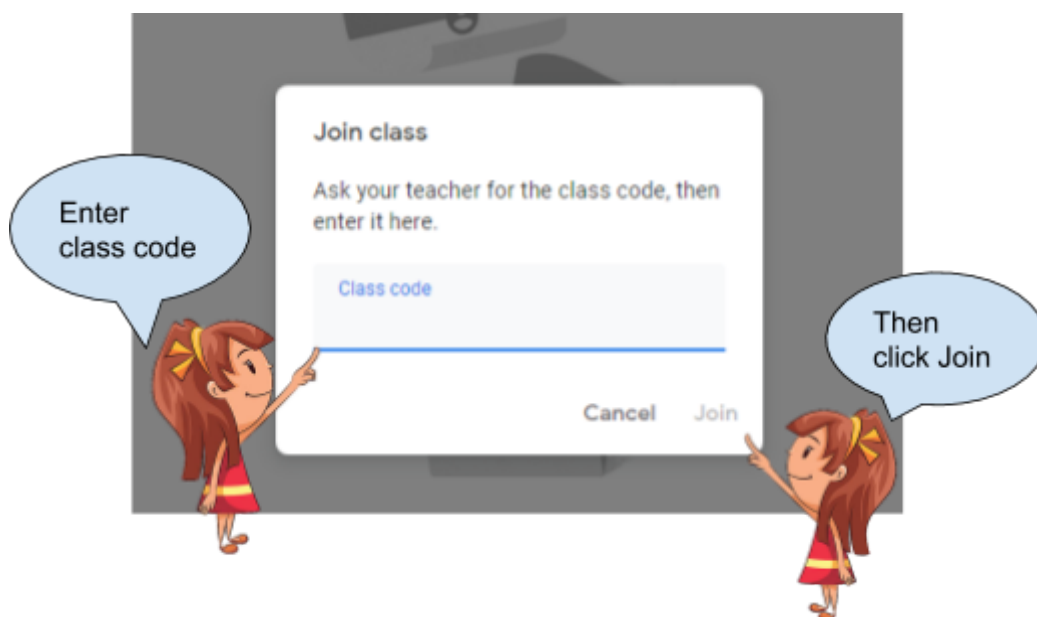 Join class
Ask your teacher for the class code, then
enter it here.
Enter
class code
Class code
Then
click Join
Cancel Join